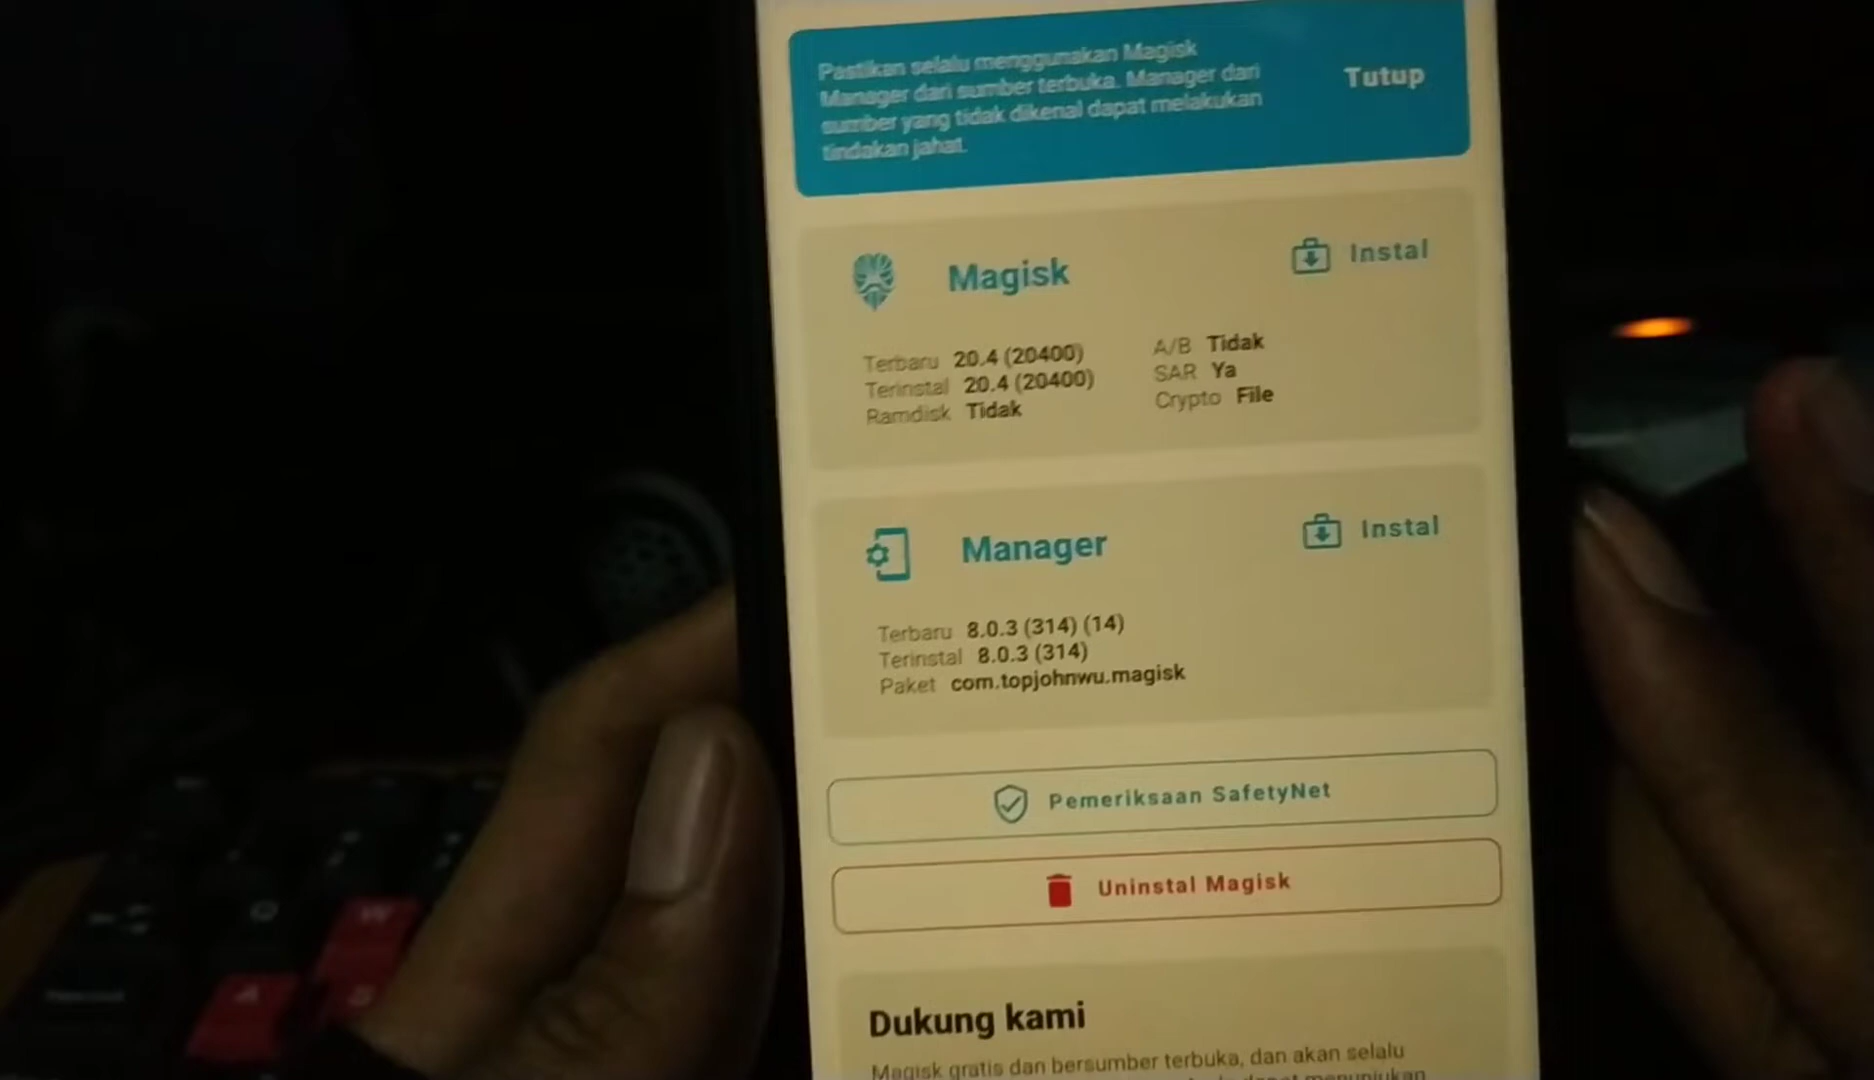 Pastikan selalu menggunakan Magisk
Manager dari sumber terbuka. Manager dari
sumber yang tidak dikenal dapat melakukan
tindakan jahat.
Tutup
Magisk
Instal
Terbaru 20.4 (20400)
Terinstal 20.4 (20400)
Ramdisk Tidak
A/B Tidak
SAR Ya
Crypto File
Manager
Instal
Terbaru 8.0.3 (314) (14)
Terinstal 8.0.3 (314)
Paket com.topjohnwu.magisk
Pemeriksaan SafetyNet
Uninstal Magisk
Dukung kami
Magisk gratis dan bersumber terbuka, dan akan selalu
W
A